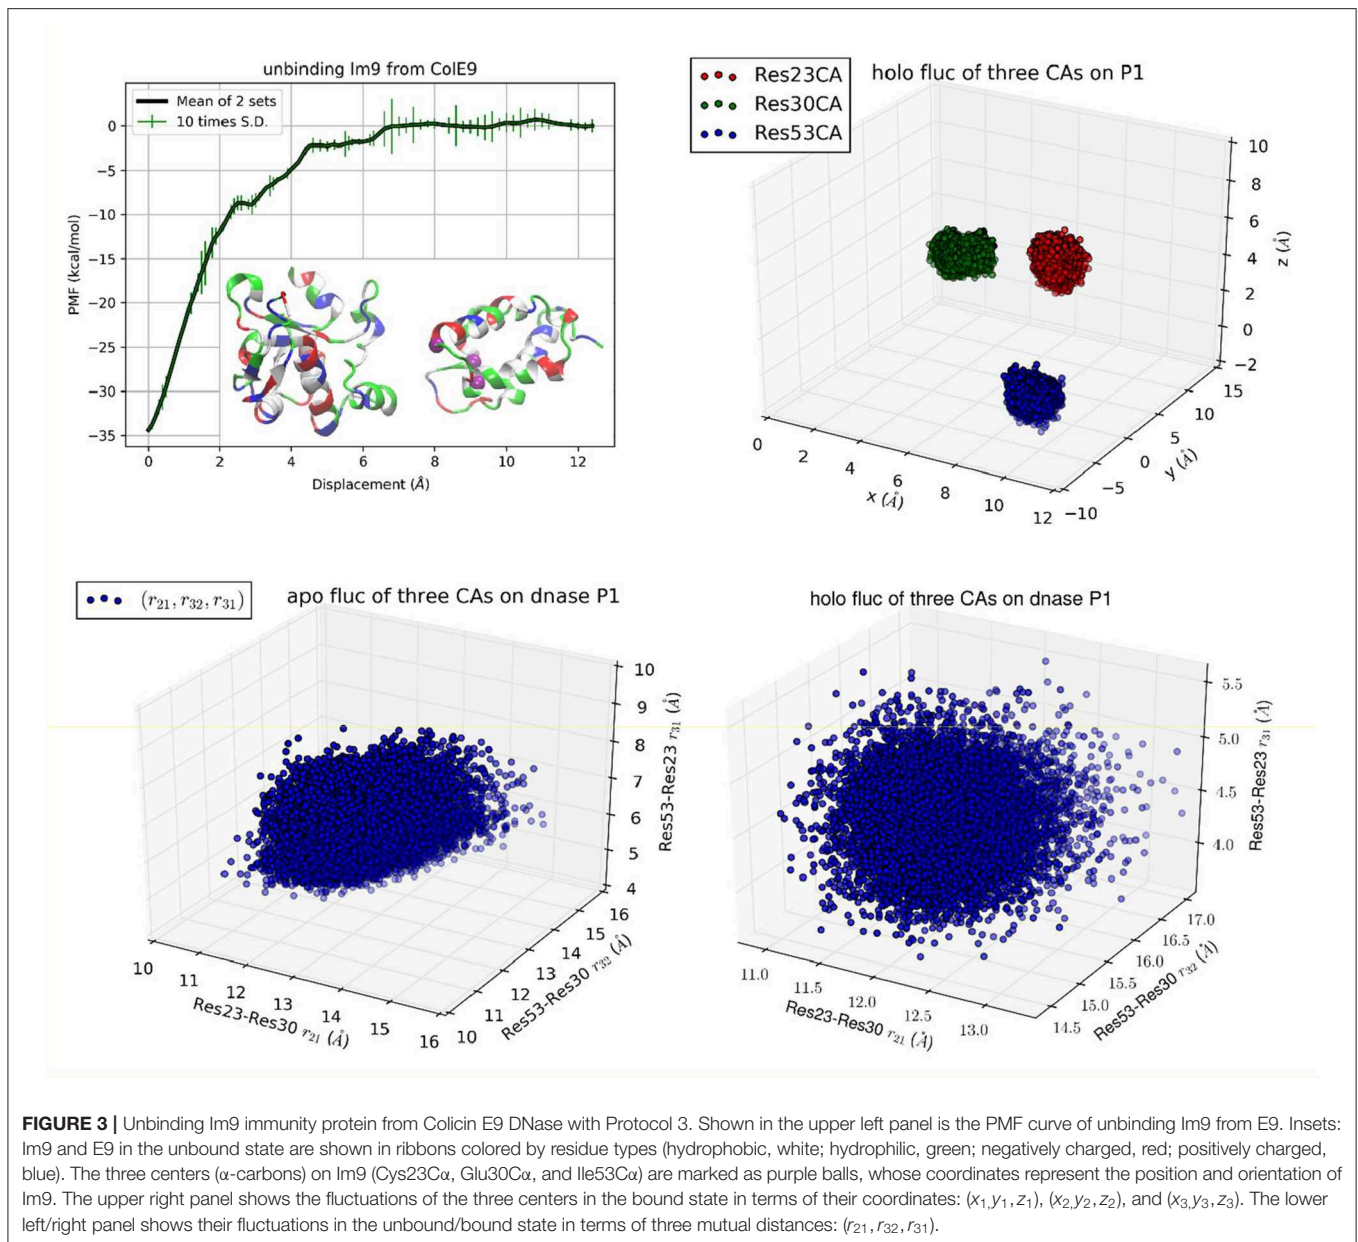 unbinding Im9 from ColE9
Mean of 2 sets
10 times S.D.
0
−5
−10
−15
−20
−25
−30
−35
PMF (kcal/mol)
0 2 4 6 8 10 12
Displacement (Å)
Res23CA
Res30CA
Res53CA
holo fluc of three CAs on P1
10
8
6
4
2
0
−2
z (Å)
15
10
5
0
−5
−10
y (Å)
0 2 4 6 8 10 12
x (Å)
(r21, r32, r31)
apo fluc of three CAs on dnase P1
10
9
8
7
6
5
4
Res53-Res23 r31 (Å)
16
15
14
13
12
11
10
Res53-Res30 r32 (Å)
10 11 12 13 14 15 16
Res23-Res30 r21 (Å)
holo fluc of three CAs on dnase P1
5.5
5.0
4.5
4.0
Res53-Res23 r31 (Å)
17.0
16.5
16.0
15.5
15.0
14.5
Res53-Res30 r32 (Å)
11.0 11.5 12.0 12.5 13.0
Res23-Res30 r21 (Å)
FIGURE 3 | Unbinding Im9 immunity protein from Colicin E9 DNase with Protocol 3. Shown in the upper left panel is the PMF curve of unbinding Im9 from E9. Insets:
Im9 and E9 in the unbound state are shown in ribbons colored by residue types (hydrophobic, white; hydrophilic, green; negatively charged, red; positively charged,
blue). The three centers (α-carbons) on Im9 (Cys23Cα, Glu30Cα, and Ile53Cα) are marked as purple balls, whose coordinates represent the position and orientation of
Im9. The upper right panel shows the fluctuations of the three centers in the bound state in terms of their coordinates: (x1,y1,z1), (x2,y2,z2), and (x3,y3,z3). The lower
left/right panel shows their fluctuations in the unbound/bound state in terms of three mutual distances: (r21,r32,r31).